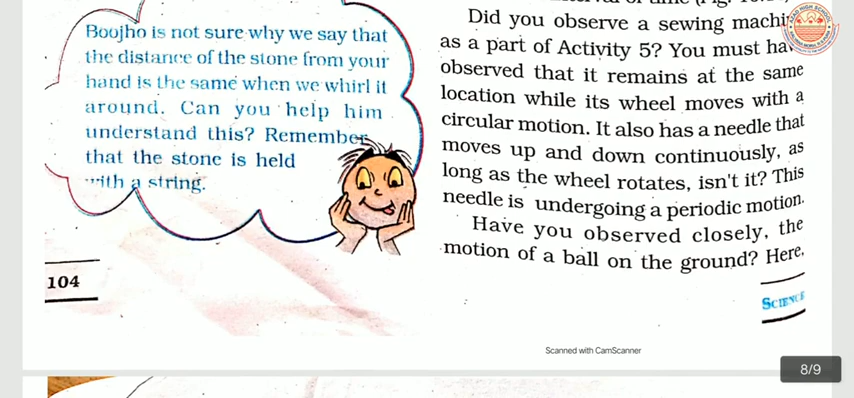 Boojho is not sure why we say that
the distance of the stone from your
hand is the same when we whirl it
around. Can you help him
understand this? Remember
that the stone is held
with a string.
104
Did you observe a sewing
as a part of Activity 5? You must
observed that it remains at the same
location while its wheel moves with a
circular motion. It also has a needle that
moves up and down continuously, as
long as the wheel rotates, isn't it? This
needle is undergoing a periodic motion.
Have you observed closely, the
motion of a ball on the ground? Here,
SCIENCE
Scanned with CamScanner
8/9